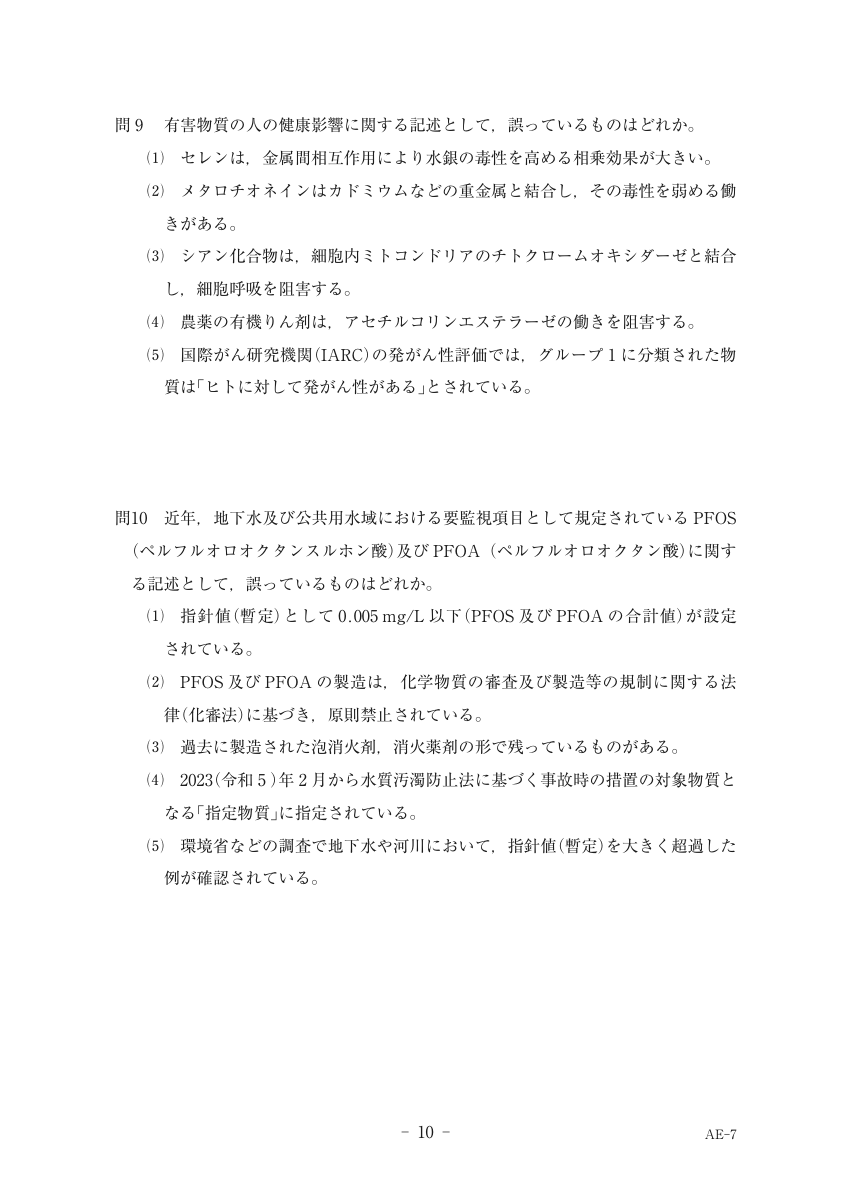 問９　有害物質の人の健康影響に関する記述として，誤っているものはどれか。
⑴　セレンは，金属間相互作用により水銀の毒性を高める相乗効果が大きい。
⑵　メタロチオネインはカドミウムなどの重金属と結合し，その毒性を弱める働
きがある。
⑶　シアン化合物は，細胞内ミトコンドリアのチトクロームオキシダーゼと結合
し，細胞呼吸を阻害する。
⑷　農薬の有機りん剤は，アセチルコリンエステラーゼの働きを阻害する。
⑸　国際がん研究機関(IARC)の発がん性評価では，グループ１に分類された物
質は「ヒトに対して発がん性がある」とされている。
問10　近年，地下水及び公共用水域における要監視項目として規定されている PFOS
(ペルフルオロオクタンスルホン酸)及び PFOA (ペルフルオロオクタン酸)に関す
る記述として，誤っているものはどれか。
⑴　指針値(暫定)として 0.005 mg/L 以下(PFOS 及び PFOA の合計値)が設定
されている。
⑵　PFOS 及び PFOA の製造は，化学物質の審査及び製造等の規制に関する法
律(化審法)に基づき，原則禁止されている。
⑶　過去に製造された泡消火剤，消火薬剤の形で残っているものがある。
⑷　2023(令和５)年２月から水質汚濁防止法に基づく事故時の措置の対象物質と
なる「指定物質」に指定されている。
⑸　環境省などの調査で地下水や河川において，指針値(暫定)を大きく超過した
例が確認されている。
－ 10 －
AE-7